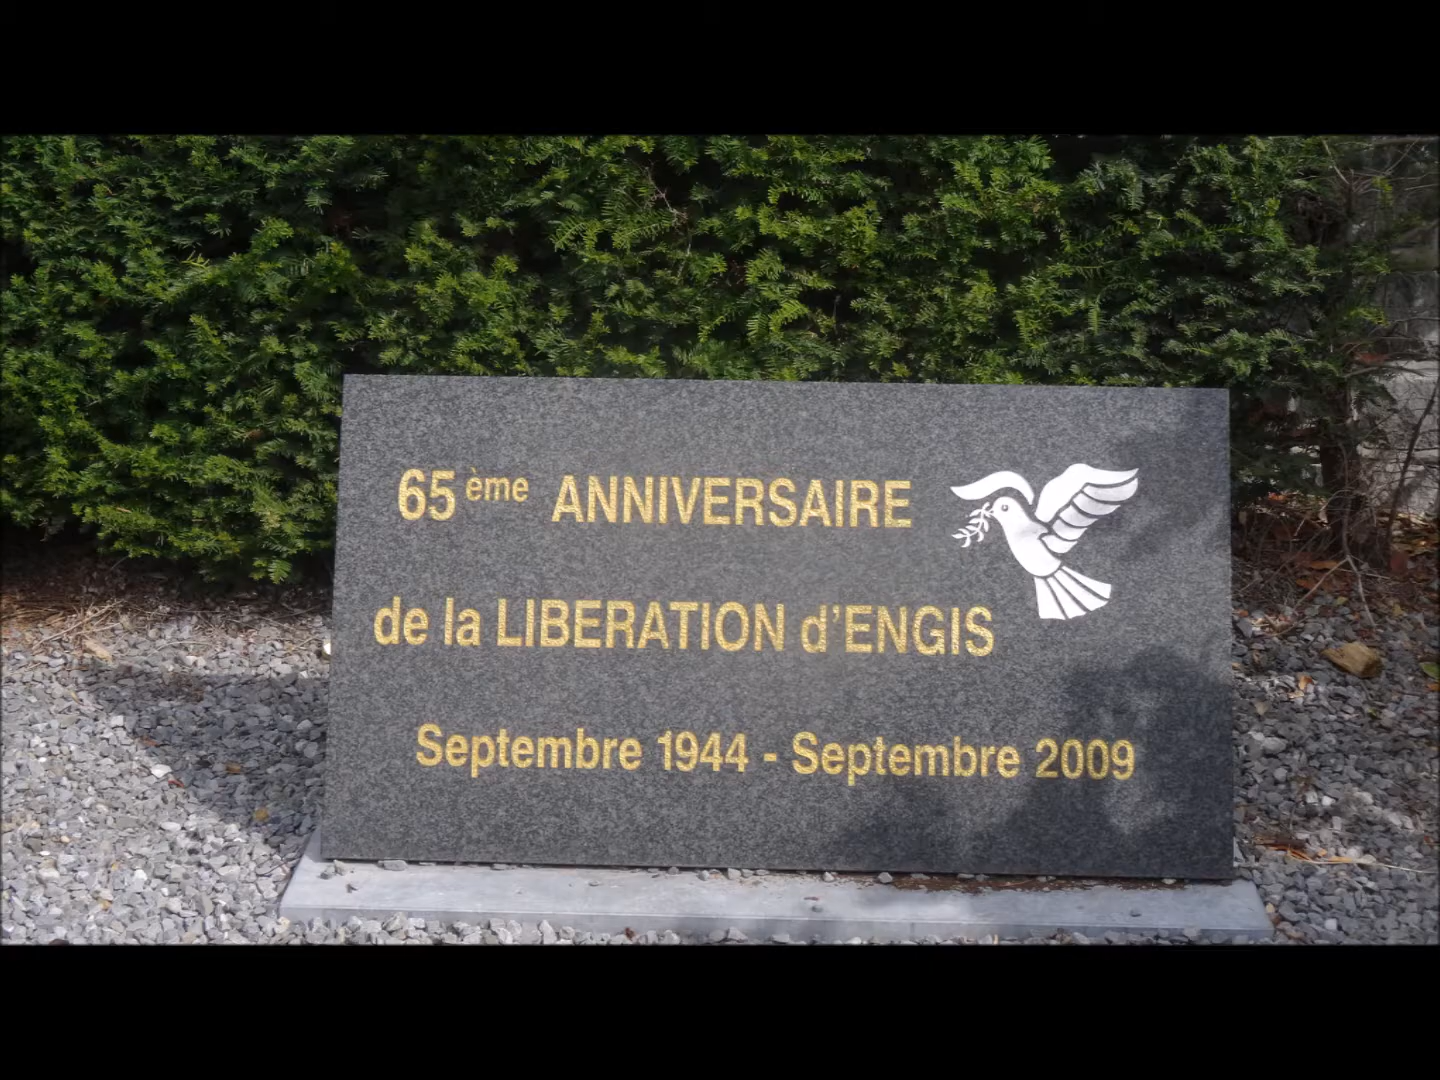 65ème ANNIVERSAIRE
de la LIBERATION d'ENGIS
Septembre 1944 - Septembre 2009